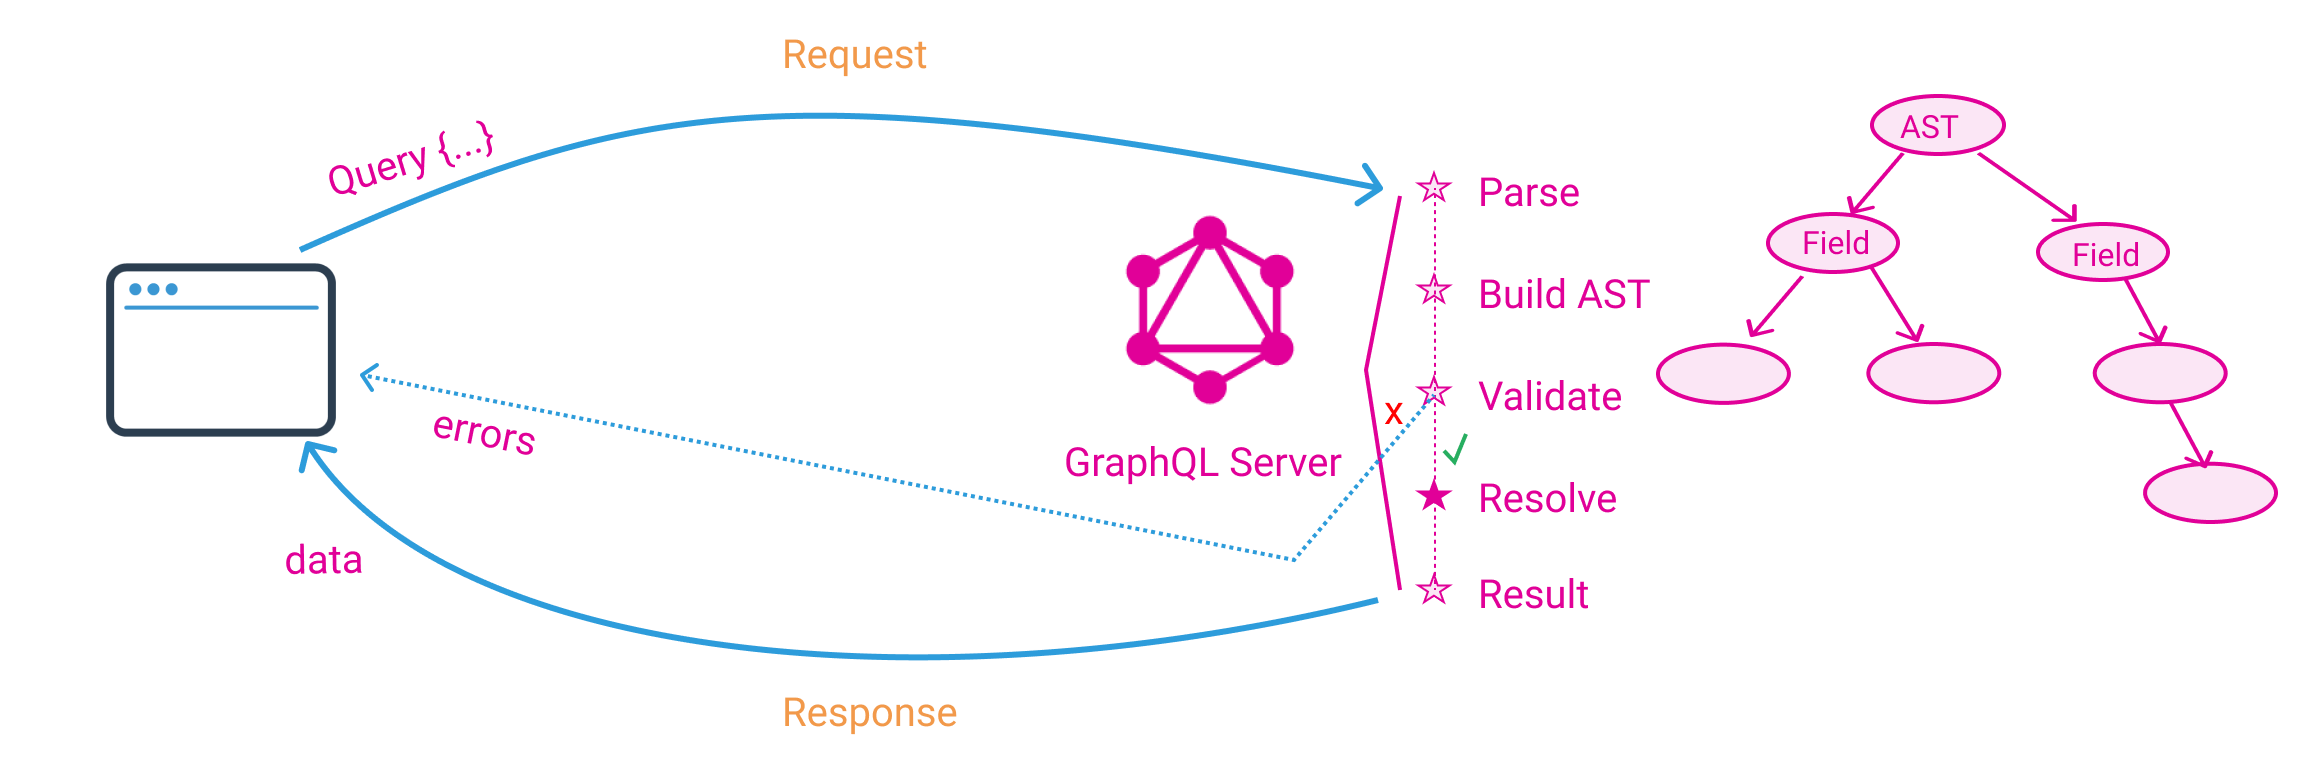 Request
Query {...}
AST
Parse
Field
Field
Build AST
Validate
x
errors
GraphQL Server
Resolve
data
Result
Response